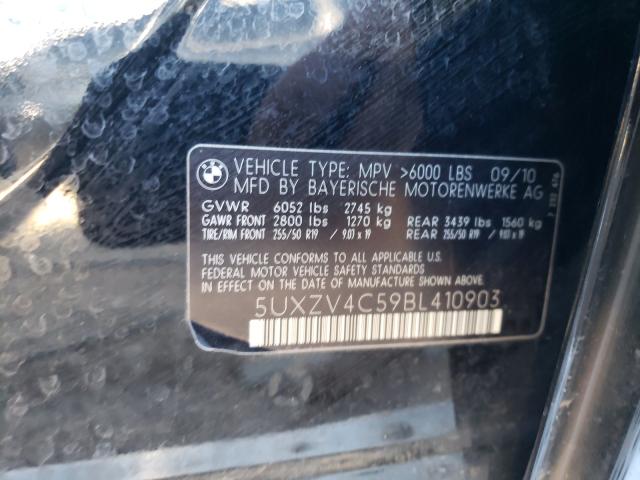 BMW
VEHICLE TYPE: MPV >6000 LBS 09/10
MFD BY BAYERISCHE MOTORENWERKE AG
GVWR 6052 lbs 2745 kg
GAWR FRONT 2800 lbs 1270 kg REAR 3439 lbs 1560 kg
TIRE/RIM FRONT 255/50 R19 / 9.0J x 19 REAR 255/50 R19 / 9.0J x 19
THIS VEHICLE CONFORMS TO ALL APPLICABLE U.S.
FEDERAL MOTOR VEHICLE SAFETY STANDARDS IN EFFECT
ON THE DATE OF MANUFACTURE SHOWN ABOVE.
5UXZV4C59BL410903